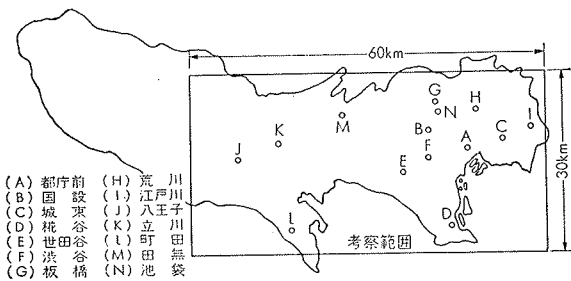 60km
30km
G
H
N
I
M
B
C
K
A
J
F
E
L
D
考察範囲
(A) 都庁前 (H) 荒川
(B) 国設 (I) 江戸川
(C) 城東 (J) 八王子
(D) 糀谷 (K) 立川
(E) 世田谷 (L) 町田
(F) 渋谷 (M) 田無
(G) 板橋 (N) 池袋